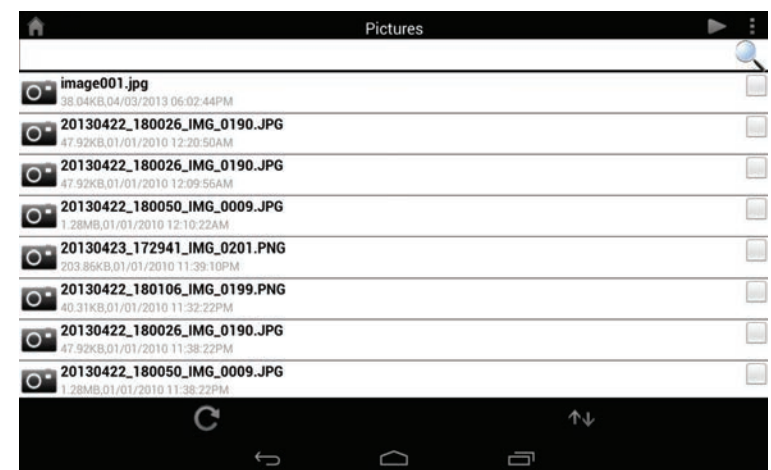 Pictures
image001.jpg
38.04KB,04/03/2013 06:02:44PM
20130422_180026_IMG_0190.JPG
47.92KB,01/01/2010 12:20:50AM
20130422_180026_IMG_0190.JPG
47.92KB,01/01/2010 12:09:56AM
20130422_180050_IMG_0009.JPG
1.28MB,01/01/2010 12:10:22AM
20130423_172941_IMG_0201.PNG
203.86KB,01/01/2010 11:39:10PM
20130422_180106_IMG_0199.PNG
40.31KB,01/01/2010 11:32:22PM
20130422_180026_IMG_0190.JPG
47.92KB,01/01/2010 11:38:22PM
20130422_180050_IMG_0009.JPG
1.28MB,01/01/2010 11:38:22PM